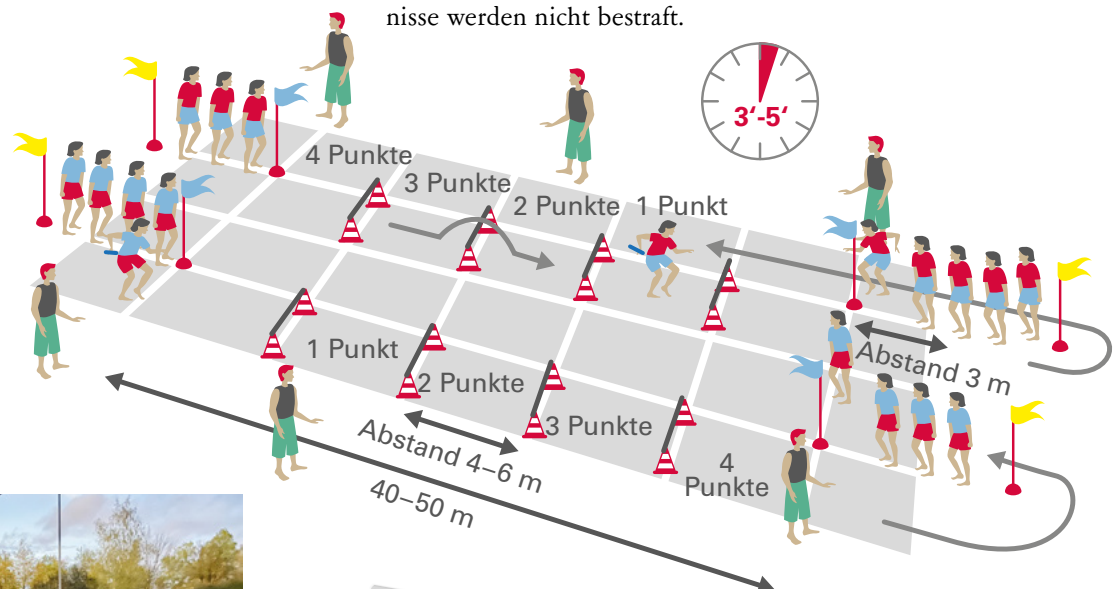 nisse werden nicht bestraft.
3‘-5‘
4 Punkte
3 Punkte
2 Punkte
1 Punkt
Abstand 3 m
1 Punkt
2 Punkte
3 Punkte
4
Punkte
Abstand 4–6 m
40–50 m